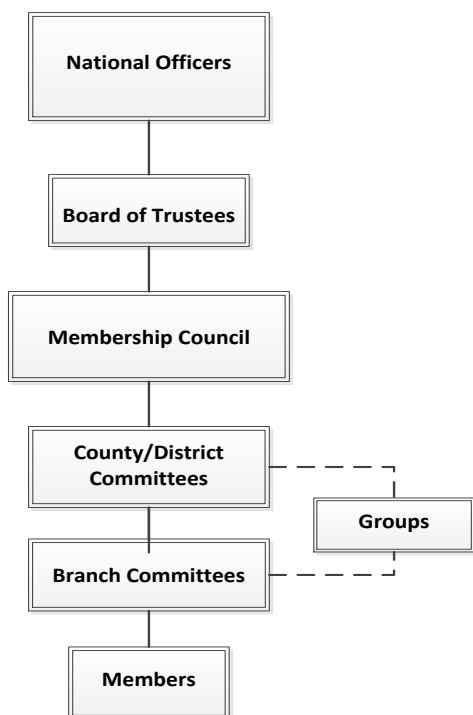 National Officers
Board of Trustees
Membership Council
County/District
Committees
Groups
Branch Committees
Members